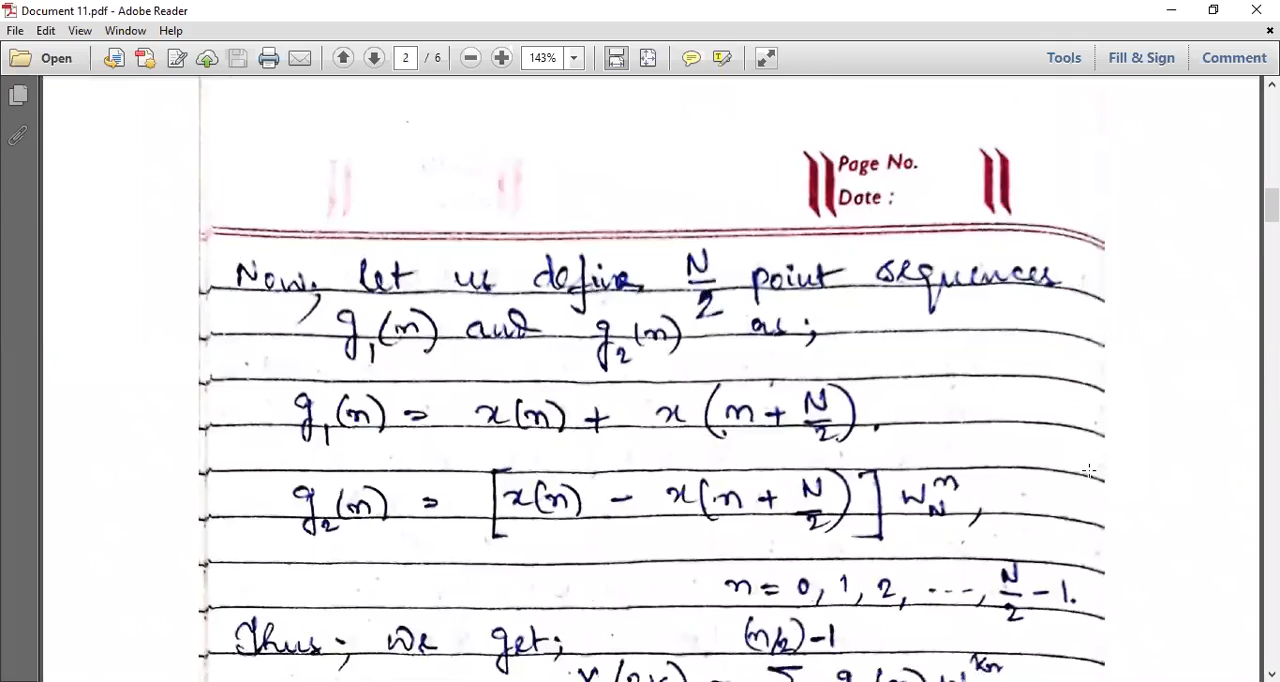 Document 11.pdf - Adobe Reader
File Edit View Window Help
Open 2 / 6 143% Tools Fill & Sign Comment
Page No.
Date :
Now, let us define N/2 point sequences
g₁(n) and g₂(n) as;
g₁(n) = x(n) + x(n + N/2).
g₂(n) = [x(n) - x(n + N/2)] W_N^n,
n = 0, 1, 2, ---, N/2 - 1.
Thus, we get;
(n/2)-1